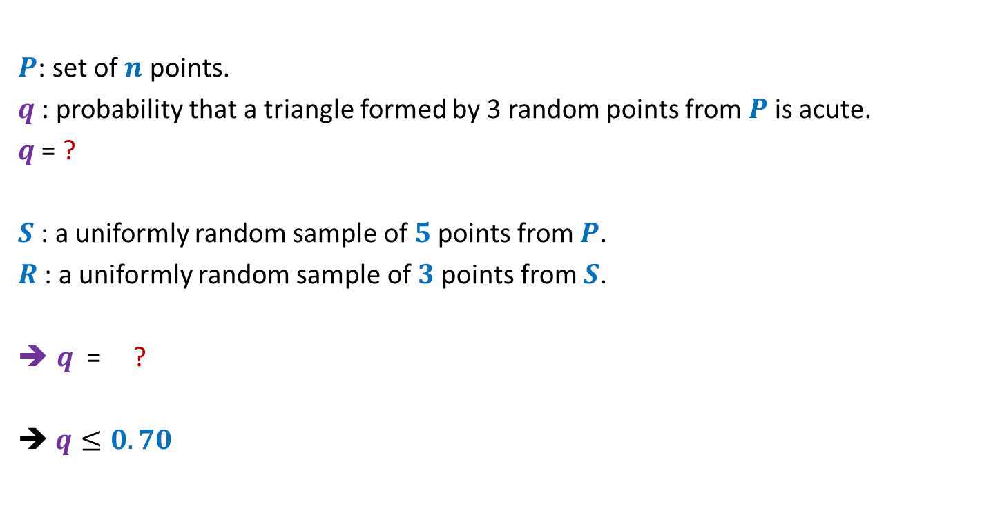 P: set of n points.
q : probability that a triangle formed by 3 random points from P is acute.
q = ?
S : a uniformly random sample of 5 points from P.
R : a uniformly random sample of 3 points from S.
➔ q = ?
➔ q ≤ 0.70